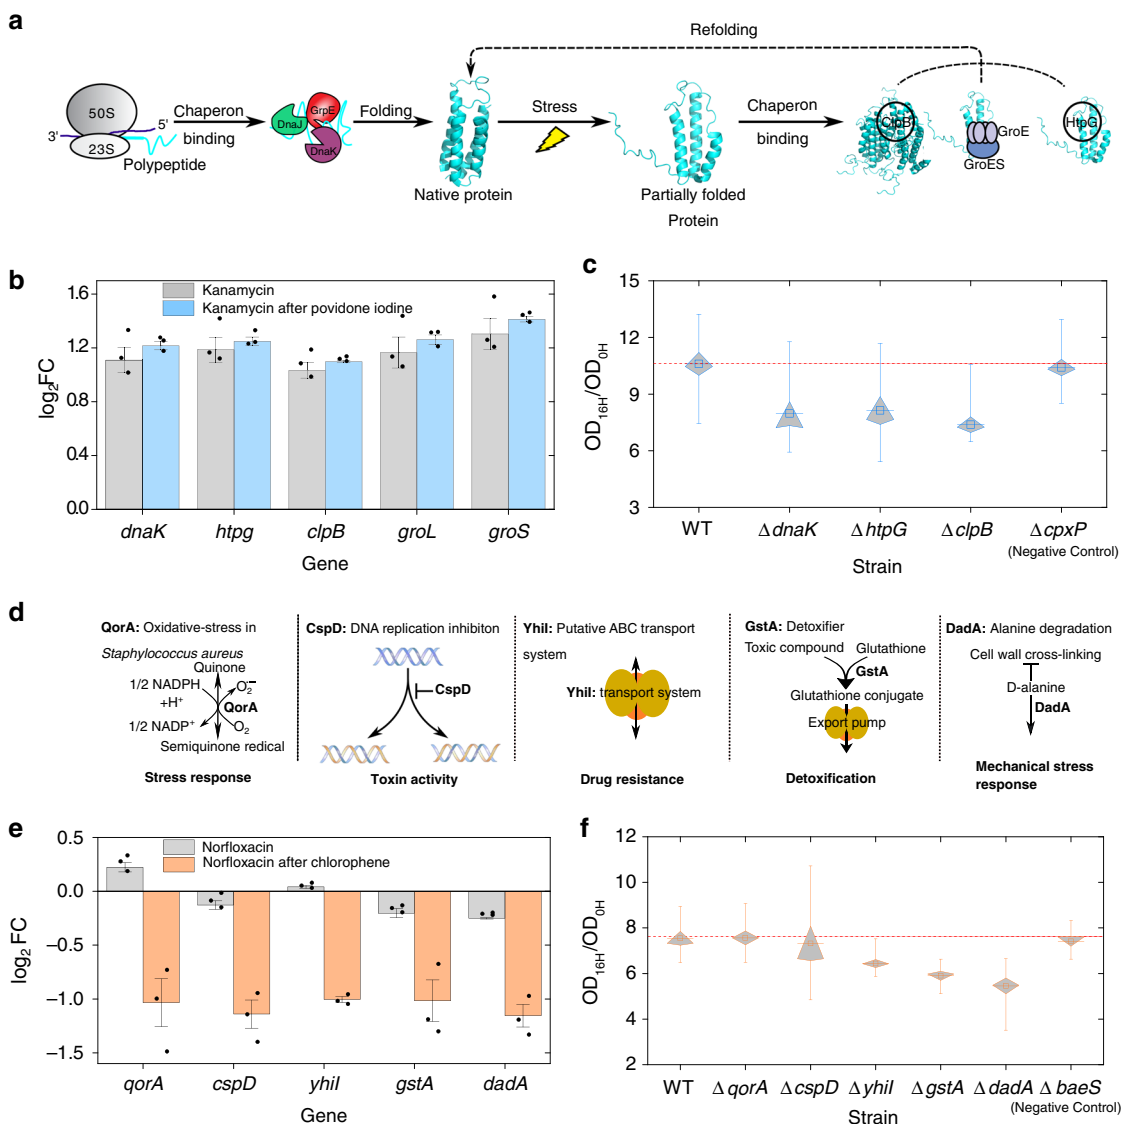 a
Refolding
50S
23S
3'
5'
Polypeptide
Chaperon
binding
DnaJ
GrpE
DnaK
Folding
Native protein
Stress
Partially folded
Protein
Chaperon
binding
ClpB
GroE
GroES
HtpG
b
Kanamycin
Kanamycin after povidone iodine
log2FC
1.6
1.2
1.2
0.4
0.0
dnaK htpg clpB groL groS
Gene
c
OD16H/OD0H
15
12
9
6
3
WT ΔdnaK ΔhtpG ΔclpB ΔcpxP
(Negative Control)
Strain
d
QorA: Oxidative-stress in
Staphylococcus aureus
Quinone
1/2 NADPH
+H+
O2•−
QorA
1/2 NADP+
O2
Semiquinone redical
Stress response
CspD: DNA replication inhibiton
CspD
Toxin activity
YhiI: Putative ABC transport
system
YhiI: transport system
Drug resistance
GstA: Detoxifier
Toxic compound
Glutathione
GstA
Glutathione conjugate
Export pump
Detoxification
DadA: Alanine degradation
Cell wall cross-linking
D-alanine
DadA
Mechanical stress
response
e
Norfloxacin
Norfloxacin after chlorophene
log2 FC
0.5
0.0
−0.5
−1.0
−1.5
qorA cspD yhiI gstA dadA
Gene
f
OD16H/OD0H
12
10
8
6
4
2
WT ΔqorA ΔcspD ΔyhiI ΔgstA ΔdadA ΔbaeS
(Negative Control)
Strain